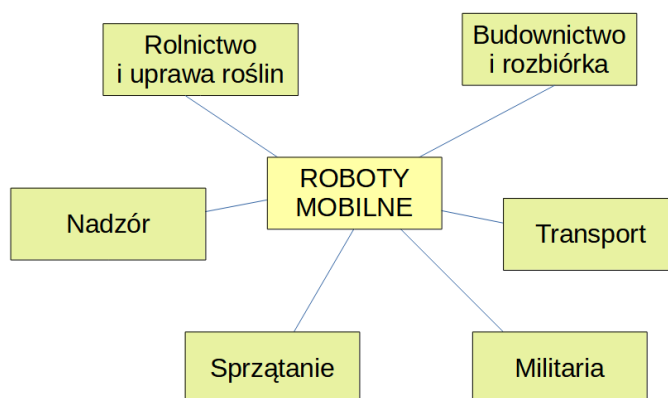 Rolnictwo
i uprawa roślin
Budownictwo
i rozbiórka
ROBOTY
MOBILNE
Nadzór
Transport
Sprzątanie
Militaria